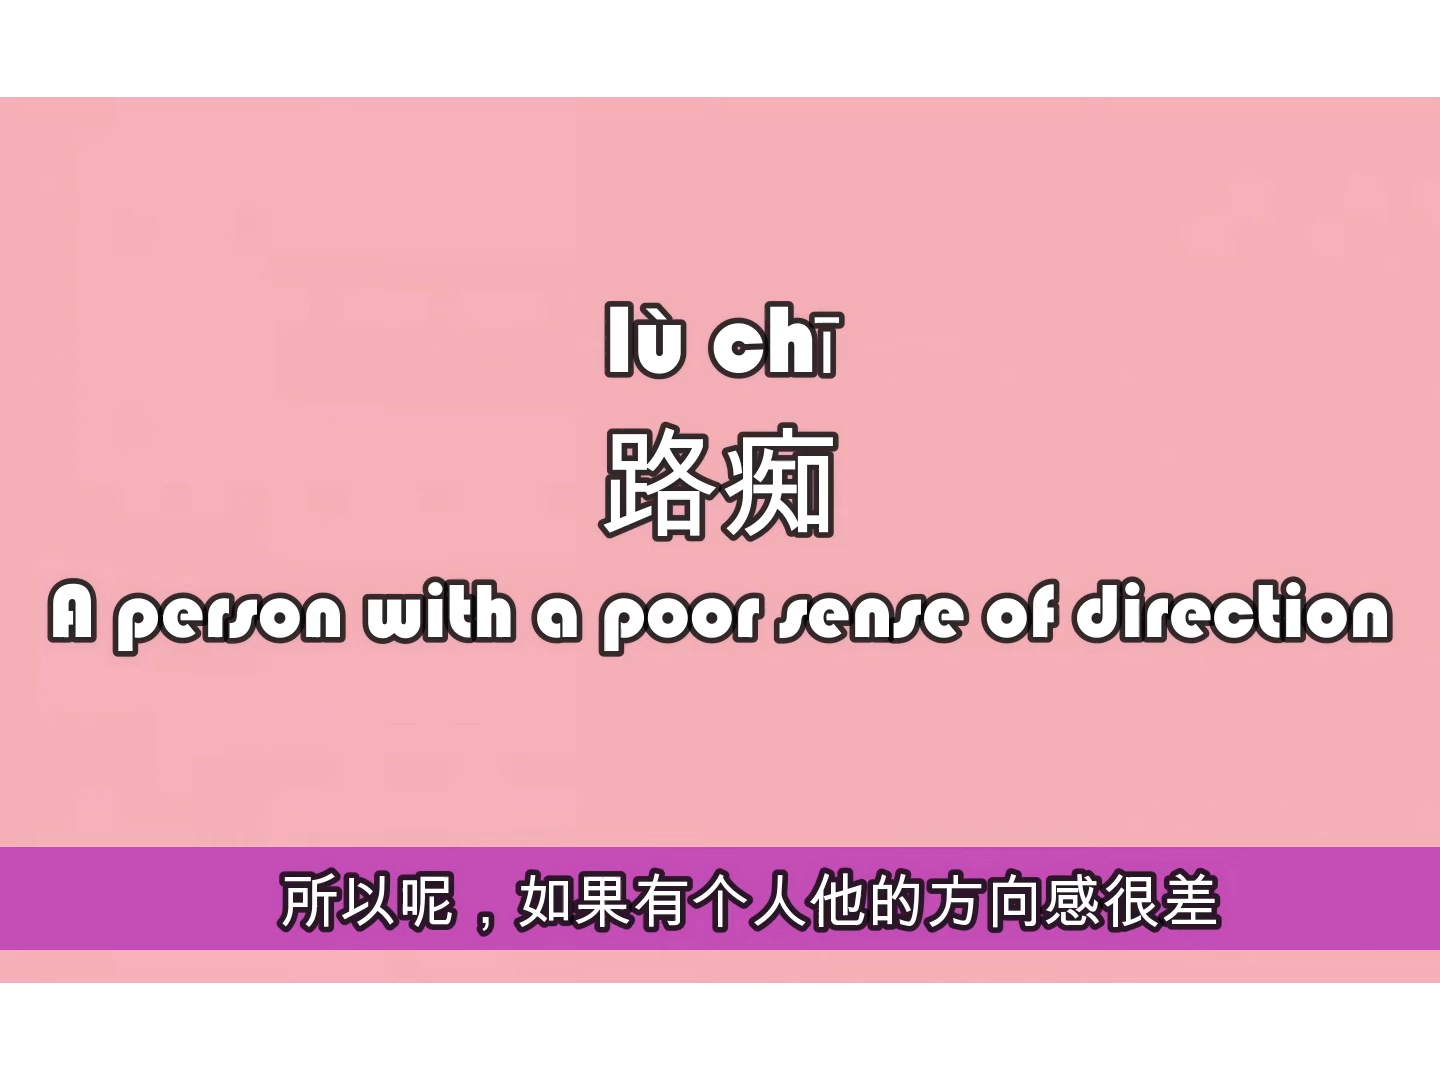 lù chī
路痴
A person with a poor sense of direction
所以呢，如果有个人他的方向感很差